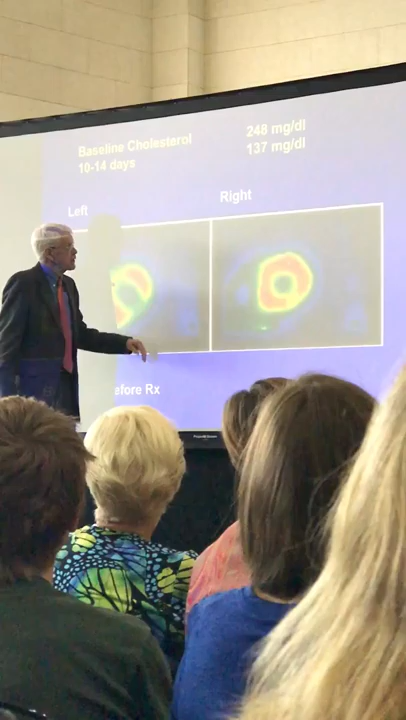 Baseline Cholesterol 248 mg/dl
10-14 days 137 mg/dl
Left Right
efore Rx